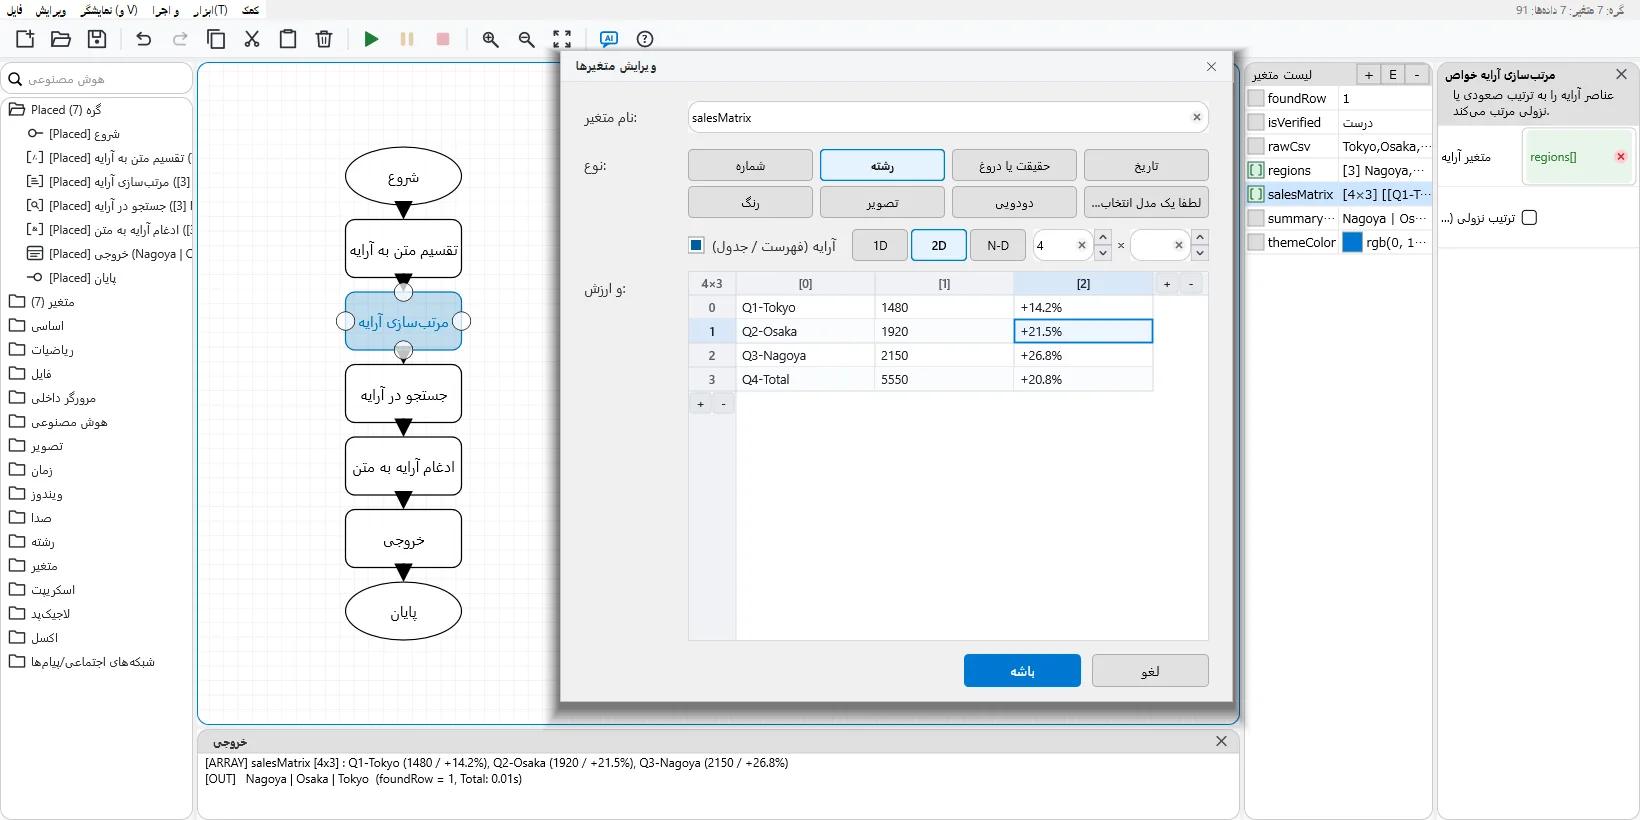 فایل ویرایش نمایشگر (و V) و اجرا ابزار(T) کمک
گره: 7 متغیر: 7 داده‌ها: 91
هوش مصنوعی
گره Placed (7)
[Placed] شروع
[Placed] تقسیم متن به آرایه
[Placed] مرتب‌سازی آرایه ([3]
[Placed] جستجو در آرایه ([3]
[Placed] ادغام آرایه به متن
[Placed] خروجی (Nagoya | O
[Placed] پایان
متغیر (7)
اساسی
ریاضیات
فایل
مرورگر داخلی
هوش مصنوعی
تصویر
زمان
ویندوز
صدا
رشته
متغیر
اسکریپت
لاجیک‌پد
اکسل
شبکه‌های اجتماعی/پیام‌ها
شروع
تقسیم متن به آرایه
مرتب‌سازی آرایه
جستجو در آرایه
ادغام آرایه به متن
خروجی
پایان
ویرایش متغیرها
نام متغیر:
salesMatrix
نوع:
شماره رشته حقیقت یا دروغ تاریخ
رنگ تصویر دودویی لطفا یک مدل انتخاب...
آرایه (فهرست / جدول) 1D 2D N-D 4 ×
و ارزش:
4×3 [0] [1] [2] + -
0 Q1-Tokyo 1480 +14.2%
1 Q2-Osaka 1920 +21.5%
2 Q3-Nagoya 2150 +26.8%
3 Q4-Total 5550 +20.8%
+ -
باشه لغو
لیست متغیر + E -
foundRow 1
isVerified درست
rawCsv Tokyo,Osaka,...
regions [3] Nagoya,...
salesMatrix [4×3] [[Q1-T...
summary... Nagoya | Os...
themeColor rgb(0, 1...
مرتب‌سازی آرایه خواص
عناصر آرایه را به ترتیب صعودی یا
نزولی مرتب می‌کند.
متغیر آرایه regions[]
ترتیب نزولی (...
خروجی
[ARRAY] salesMatrix [4x3] : Q1-Tokyo (1480 / +14.2%), Q2-Osaka (1920 / +21.5%), Q3-Nagoya (2150 / +26.8%)
[OUT] Nagoya | Osaka | Tokyo (foundRow = 1, Total: 0.01s)